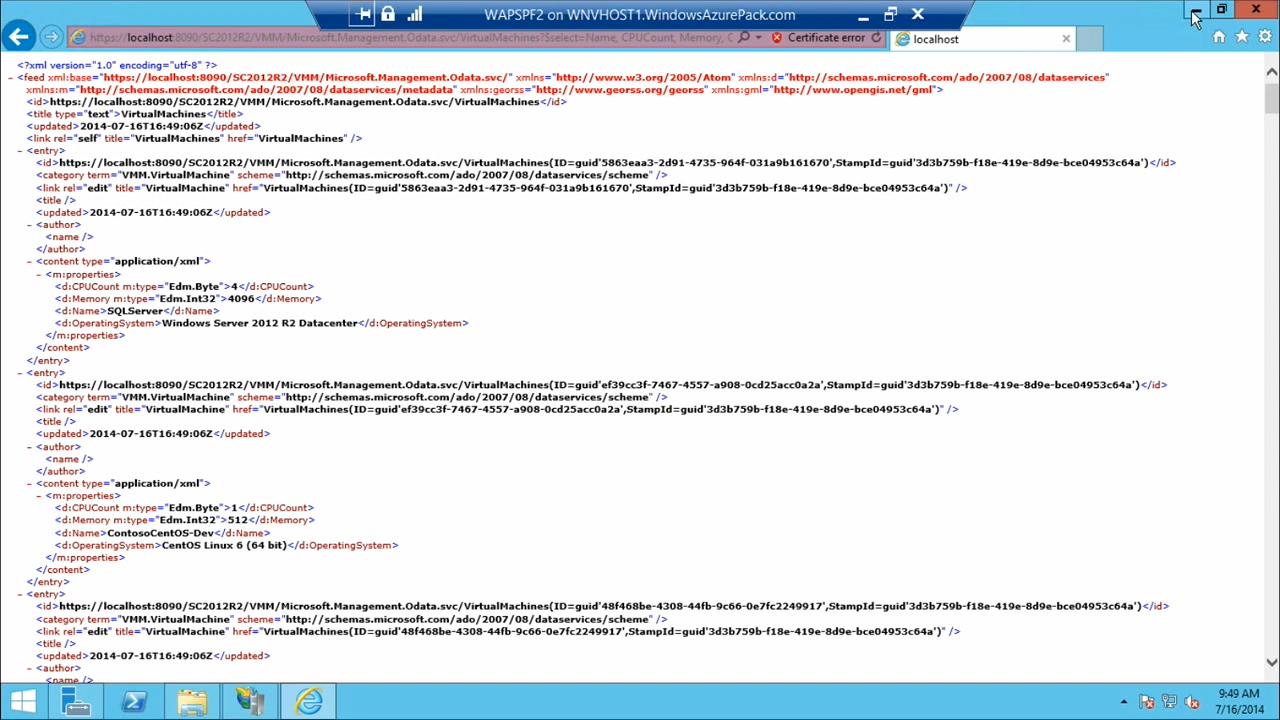 WAPSPF2 on WNVHOST1.WindowsAzurePack.com
https://localhost:8090/SC2012R2/VMM/Microsoft.Management.Odata.svc/VirtualMachines?$select=Name, CPUCount, Memory, Certificate error localhost
<?xml version="1.0" encoding="utf-8" ?>
- <feed xml:base="https://localhost:8090/SC2012R2/VMM/Microsoft.Management.Odata.svc/" xmlns="http://www.w3.org/2005/Atom" xmlns:d="http://schemas.microsoft.com/ado/2007/08/dataservices"
xmlns:m="http://schemas.microsoft.com/ado/2007/08/dataservices/metadata" xmlns:georss="http://www.georss.org/georss" xmlns:gml="http://www.opengis.net/gml">
<id>https://localhost:8090/SC2012R2/VMM/Microsoft.Management.Odata.svc/VirtualMachines</id>
<title type="text">VirtualMachines</title>
<updated>2014-07-16T16:49:06Z</updated>
<link rel="self" title="VirtualMachines" href="VirtualMachines" />
- <entry>
<id>https://localhost:8090/SC2012R2/VMM/Microsoft.Management.Odata.svc/VirtualMachines(ID=guid'5863eaa3-2d91-4735-964f-031a9b161670',StampId=guid'3d3b759b-f18e-419e-8d9e-bce04953c64a')</id>
<category term="VMM.VirtualMachine" scheme="http://schemas.microsoft.com/ado/2007/08/dataservices/scheme" />
<link rel="edit" title="VirtualMachine" href="VirtualMachines(ID=guid'5863eaa3-2d91-4735-964f-031a9b161670',StampId=guid'3d3b759b-f18e-419e-8d9e-bce04953c64a')" />
<title />
<updated>2014-07-16T16:49:06Z</updated>
- <author>
<name />
</author>
- <content type="application/xml">
- <m:properties>
<d:CPUCount m:type="Edm.Byte">4</d:CPUCount>
<d:Memory m:type="Edm.Int32">4096</d:Memory>
<d:Name>SQLServer</d:Name>
<d:OperatingSystem>Windows Server 2012 R2 Datacenter</d:OperatingSystem>
</m:properties>
</content>
</entry>
- <entry>
<id>https://localhost:8090/SC2012R2/VMM/Microsoft.Management.Odata.svc/VirtualMachines(ID=guid'ef39cc3f-7467-4557-a908-0cd25acc0a2a',StampId=guid'3d3b759b-f18e-419e-8d9e-bce04953c64a')</id>
<category term="VMM.VirtualMachine" scheme="http://schemas.microsoft.com/ado/2007/08/dataservices/scheme" />
<link rel="edit" title="VirtualMachine" href="VirtualMachines(ID=guid'ef39cc3f-7467-4557-a908-0cd25acc0a2a',StampId=guid'3d3b759b-f18e-419e-8d9e-bce04953c64a')" />
<title />
<updated>2014-07-16T16:49:06Z</updated>
- <author>
<name />
</author>
- <content type="application/xml">
- <m:properties>
<d:CPUCount m:type="Edm.Byte">1</d:CPUCount>
<d:Memory m:type="Edm.Int32">512</d:Memory>
<d:Name>ContosoCentOS-Dev</d:Name>
<d:OperatingSystem>CentOS Linux 6 (64 bit)</d:OperatingSystem>
</m:properties>
</content>
</entry>
- <entry>
<id>https://localhost:8090/SC2012R2/VMM/Microsoft.Management.Odata.svc/VirtualMachines(ID=guid'48f468be-4308-44fb-9c66-0e7fc2249917',StampId=guid'3d3b759b-f18e-419e-8d9e-bce04953c64a')</id>
<category term="VMM.VirtualMachine" scheme="http://schemas.microsoft.com/ado/2007/08/dataservices/scheme" />
<link rel="edit" title="VirtualMachine" href="VirtualMachines(ID=guid'48f468be-4308-44fb-9c66-0e7fc2249917',StampId=guid'3d3b759b-f18e-419e-8d9e-bce04953c64a')" />
<title />
<updated>2014-07-16T16:49:06Z</updated>
- <author>
<name />
9:49 AM
7/16/2014